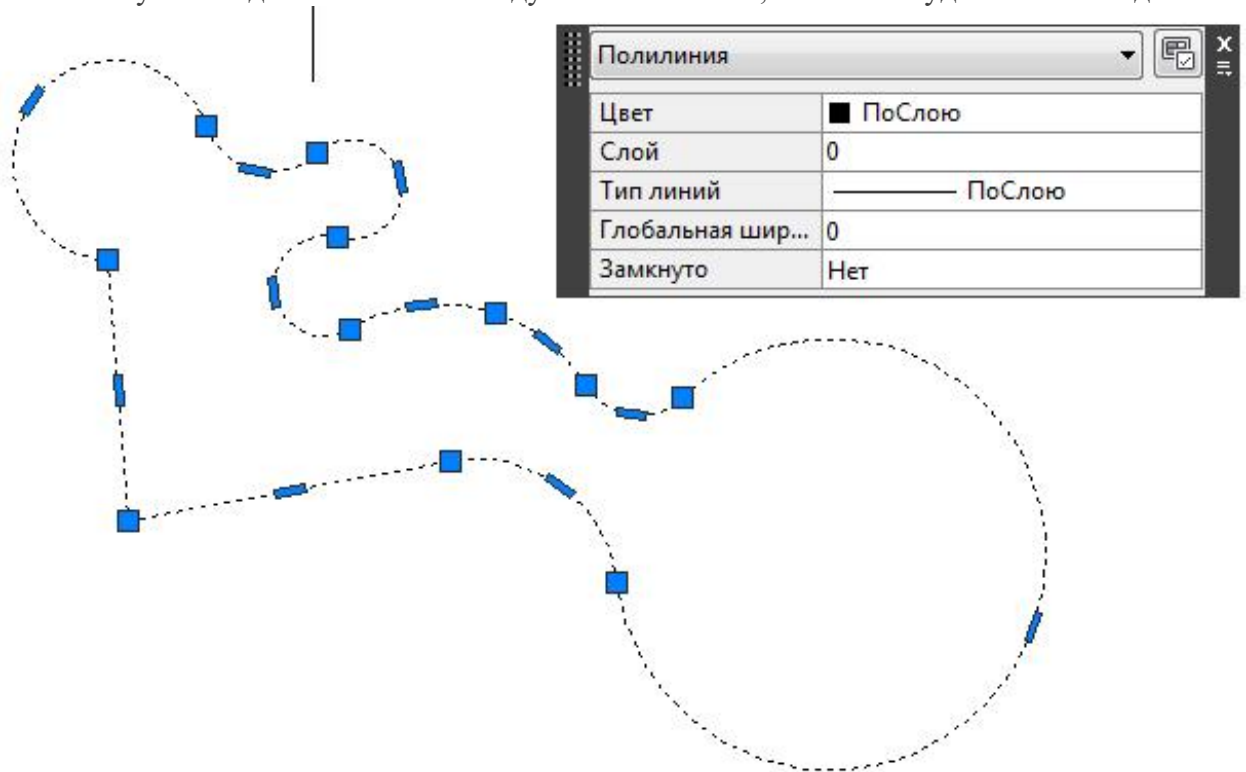 Полилиния
Цвет ПоСлою
Слой 0
Тип линий ПоСлою
Глобальная шир... 0
Замкнуто Нет